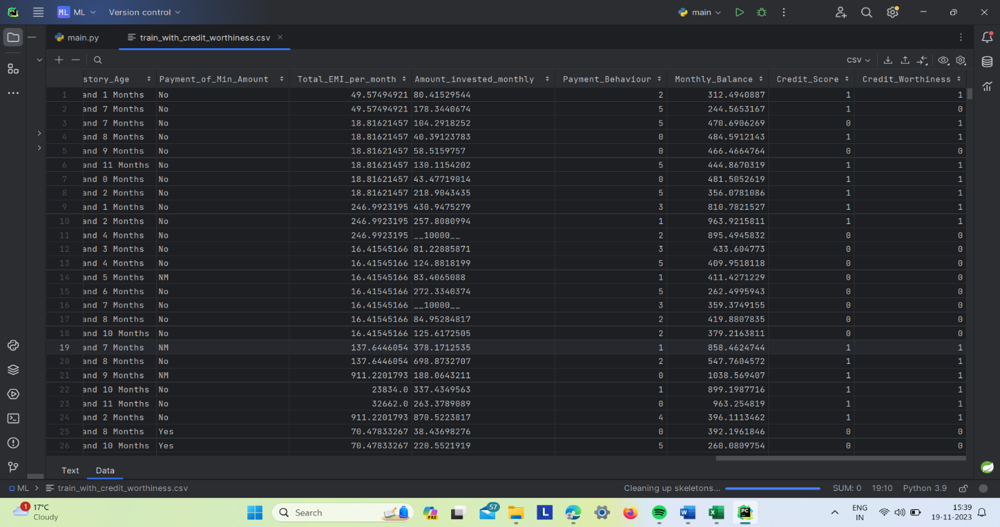 ML ML Version control main
main.py train_with_credit_worthiness.csv
CSV
story_Age Payment_of_Min_Amount Total_EMI_per_month Amount_invested_monthly Payment_Behaviour Monthly_Balance Credit_Score Credit_Worthiness
1 and 1 Months No 49.57494921 80.41529544 2 312.4940887 1 1
2 and 7 Months No 49.57494921 178.3440674 5 244.5653167 1 0
3 and 7 Months No 18.81621457 104.2918252 5 470.6906269 0 1
4 and 8 Months No 18.81621457 40.39123783 0 484.5912143 1 1
5 and 9 Months No 18.81621457 58.5159757 0 466.4664764 0 0
6 and 11 Months No 18.81621457 130.1154202 5 444.8670319 1 1
7 and 0 Months No 18.81621457 43.47719014 0 481.5052619 1 1
8 and 2 Months No 18.81621457 218.9043435 5 356.0781086 1 1
9 and 1 Months No 246.9923195 430.9475279 3 810.7821527 1 1
10 and 2 Months No 246.9923195 257.8080994 1 963.9215811 1 1
11 and 4 Months No 246.9923195 __10000__ 2 895.4945832 1 0
12 and 3 Months No 16.41545166 81.22885871 3 433.604773 0 0
13 and 4 Months No 16.41545166 124.8818199 5 409.9518118 0 0
14 and 5 Months NM 16.41545166 83.4065088 1 411.4271229 0 0
15 and 6 Months No 16.41545166 272.3340374 5 262.4995943 0 0
16 and 7 Months No 16.41545166 __10000__ 3 359.3749155 0 0
17 and 8 Months No 16.41545166 84.95284817 2 419.8807835 0 0
18 and 10 Months No 16.41545166 125.6172505 2 379.2163811 0 0
19 and 7 Months NM 137.6446054 378.1712535 1 858.4624744 1 1
20 and 8 Months No 137.6446054 698.8732707 2 547.7604572 1 1
21 and 9 Months NM 911.2201793 188.0643211 0 1038.569407 1 1
22 and 10 Months No 23834.0 337.4349563 1 899.1987716 1 1
23 and 11 Months No 32662.0 263.3789089 0 963.254819 1 1
24 and 2 Months No 911.2201793 870.5223817 4 396.1113462 1 1
25 and 8 Months Yes 70.47833267 38.43698276 0 392.1961846 0 0
26 and 10 Months Yes 70.47833267 220.5521919 5 260.0809754 0 0
Text Data
ML > train_with_credit_worthiness.csv Cleaning up skeletons... SUM: 0 19:10 Python 3.9
1 17°C Search PRE 57 L W X PC ENG 15:39
Cloudy IN 19-11-2023